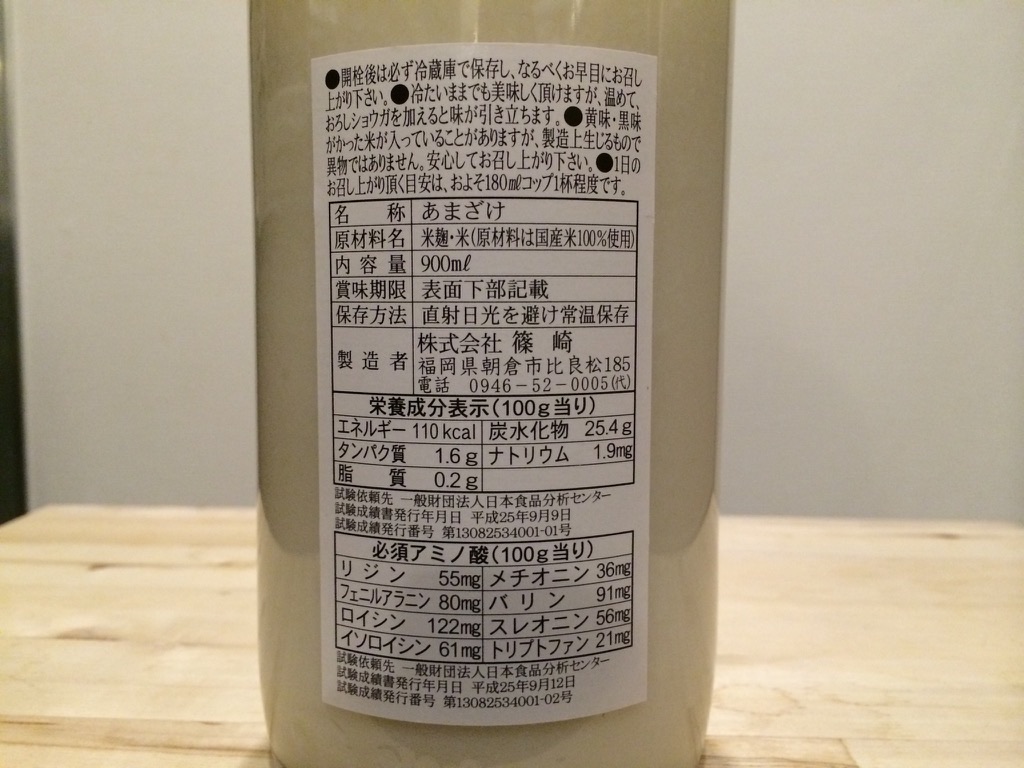 ●開栓後は必ず冷蔵庫で保存し、なるべくお早目にお召し
上がり下さい。●冷たいままでも美味しく頂けますが、温めて、
おろしショウガを加えると味が引き立ちます。●黄味・黒味
がかった米が入っていることがありますが、製造上生じるもので
異物ではありません。安心してお召し上がり下さい。●1日の
お召し上がり頂く目安は、およそ180㎖コップ1杯程度です。
名称 あまざけ
原材料名 米麹・米(原材料は国産米100%使用)
内容量 900㎖
賞味期限 表面下部記載
保存方法 直射日光を避け常温保存
製造者 株式会社 篠崎
福岡県朝倉市比良松185
電話 0946-52-0005(代)
栄養成分表示(100g当り)
エネルギー 110kcal 炭水化物 25.4g
タンパク質 1.6g ナトリウム 1.9mg
脂質 0.2g
試験依頼先 一般財団法人日本食品分析センター
試験成績書発行年月日 平成25年9月9日
試験成績発行番号 第13082534001-01号
必須アミノ酸(100g当り)
リジン 55mg メチオニン 36mg
フェニルアラニン 80mg バリン 91mg
ロイシン 122mg スレオニン 56mg
イソロイシン 61mg トリプトファン 21mg
試験依頼先 一般財団法人日本食品分析センター
試験成績書発行年月日 平成25年9月12日
試験成績発行番号 第13082534001-02号